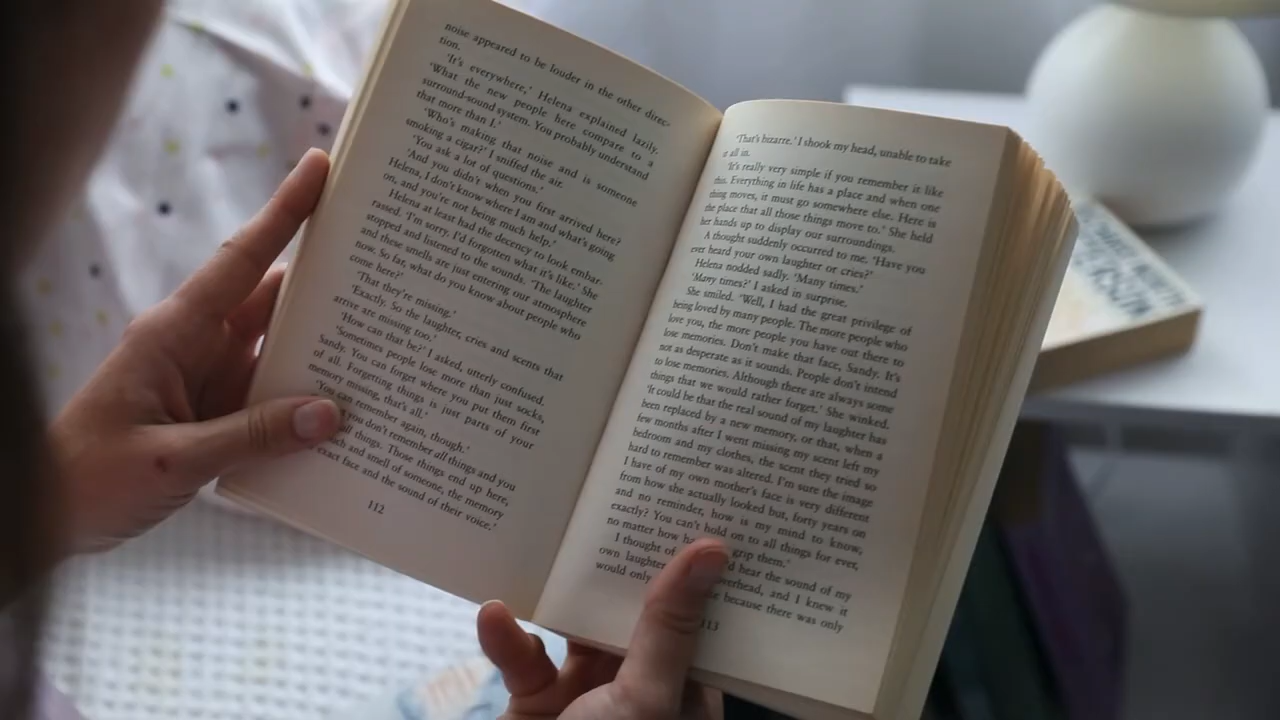 noise appeared to be louder in the other direc-
tion.
'It's everywhere,' Helena explained lazily.
'What the new people here compare to a
surround-sound system. You probably understand
that more than I.'
'Who's making that noise and is someone
smoking a cigar?' I sniffed the air.
'You ask a lot of questions.'
'And you didn't when you first arrived here?
Helena, I don't know where I am and what's going
on, and you're not being much help.'
Helena at least had the decency to look embar-
rassed. 'I'm sorry. I'd forgotten what it's like.' She
stopped and listened to the sounds. 'The laughter
and these smells are just entering our atmosphere
now. So far, what do you know about people who
come here?'
'That they're missing.'
'Exactly. So the laughter, cries and scents that
arrive are missing too.'
'How can that be?' I asked, utterly confused.
'Sometimes people lose more than just socks,
Sandy. You can forget where you put them first
of all. Forgetting things is just parts of your
memory missing, that's all.'
'You can remember again, though.'
you don't remember all things and you
all things. Those things end up here,
and smell of someone, the memory
exact face and the sound of their voice.'
112
'That's bizarre.' I shook my head, unable to take
it all in.
'It's really very simple if you remember it like
this. Everything in life has a place and when one
thing moves, it must go somewhere else. Here is
the place that all those things move to.' She held
her hands up to display our surroundings.
A thought suddenly occurred to me. 'Have you
ever heard your own laughter or cries?'
Helena nodded sadly. 'Many times.'
'Many times?' I asked in surprise.
She smiled. 'Well, I had the great privilege of
being loved by many people. The more people who
love you, the more people you have out there to
lose memories. Don't make that face, Sandy. It's
not as desperate as it sounds. People don't intend
to lose memories. Although there are always some
things that we would rather forget.' She winked.
'It could be that the real sound of my laughter has
been replaced by a new memory, or that, when a
few months after I went missing my scent left my
bedroom and my clothes, the scent they tried so
hard to remember was altered. I'm sure the image
I have of my own mother's face is very different
from how she actually looked but, forty years on
and no reminder, how is my mind to know,
exactly? You can't hold on to all things for ever,
no matter how grip them.'
I thought of hear the sound of my
own laughter overhead, and I knew it
would only because there was only
113